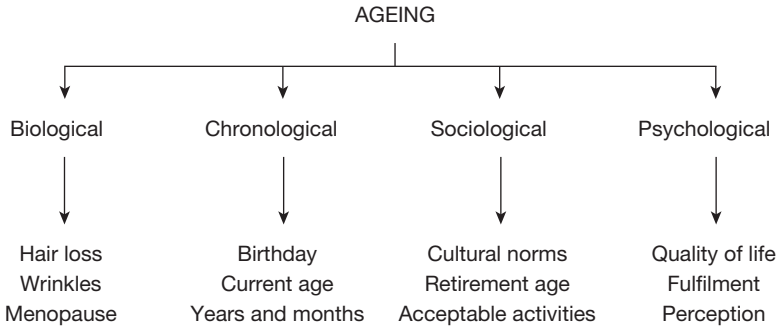 AGEING
Biological Chronological Sociological Psychological
Hair loss Birthday Cultural norms Quality of life
Wrinkles Current age Retirement age Fulfilment
Menopause Years and months Acceptable activities Perception